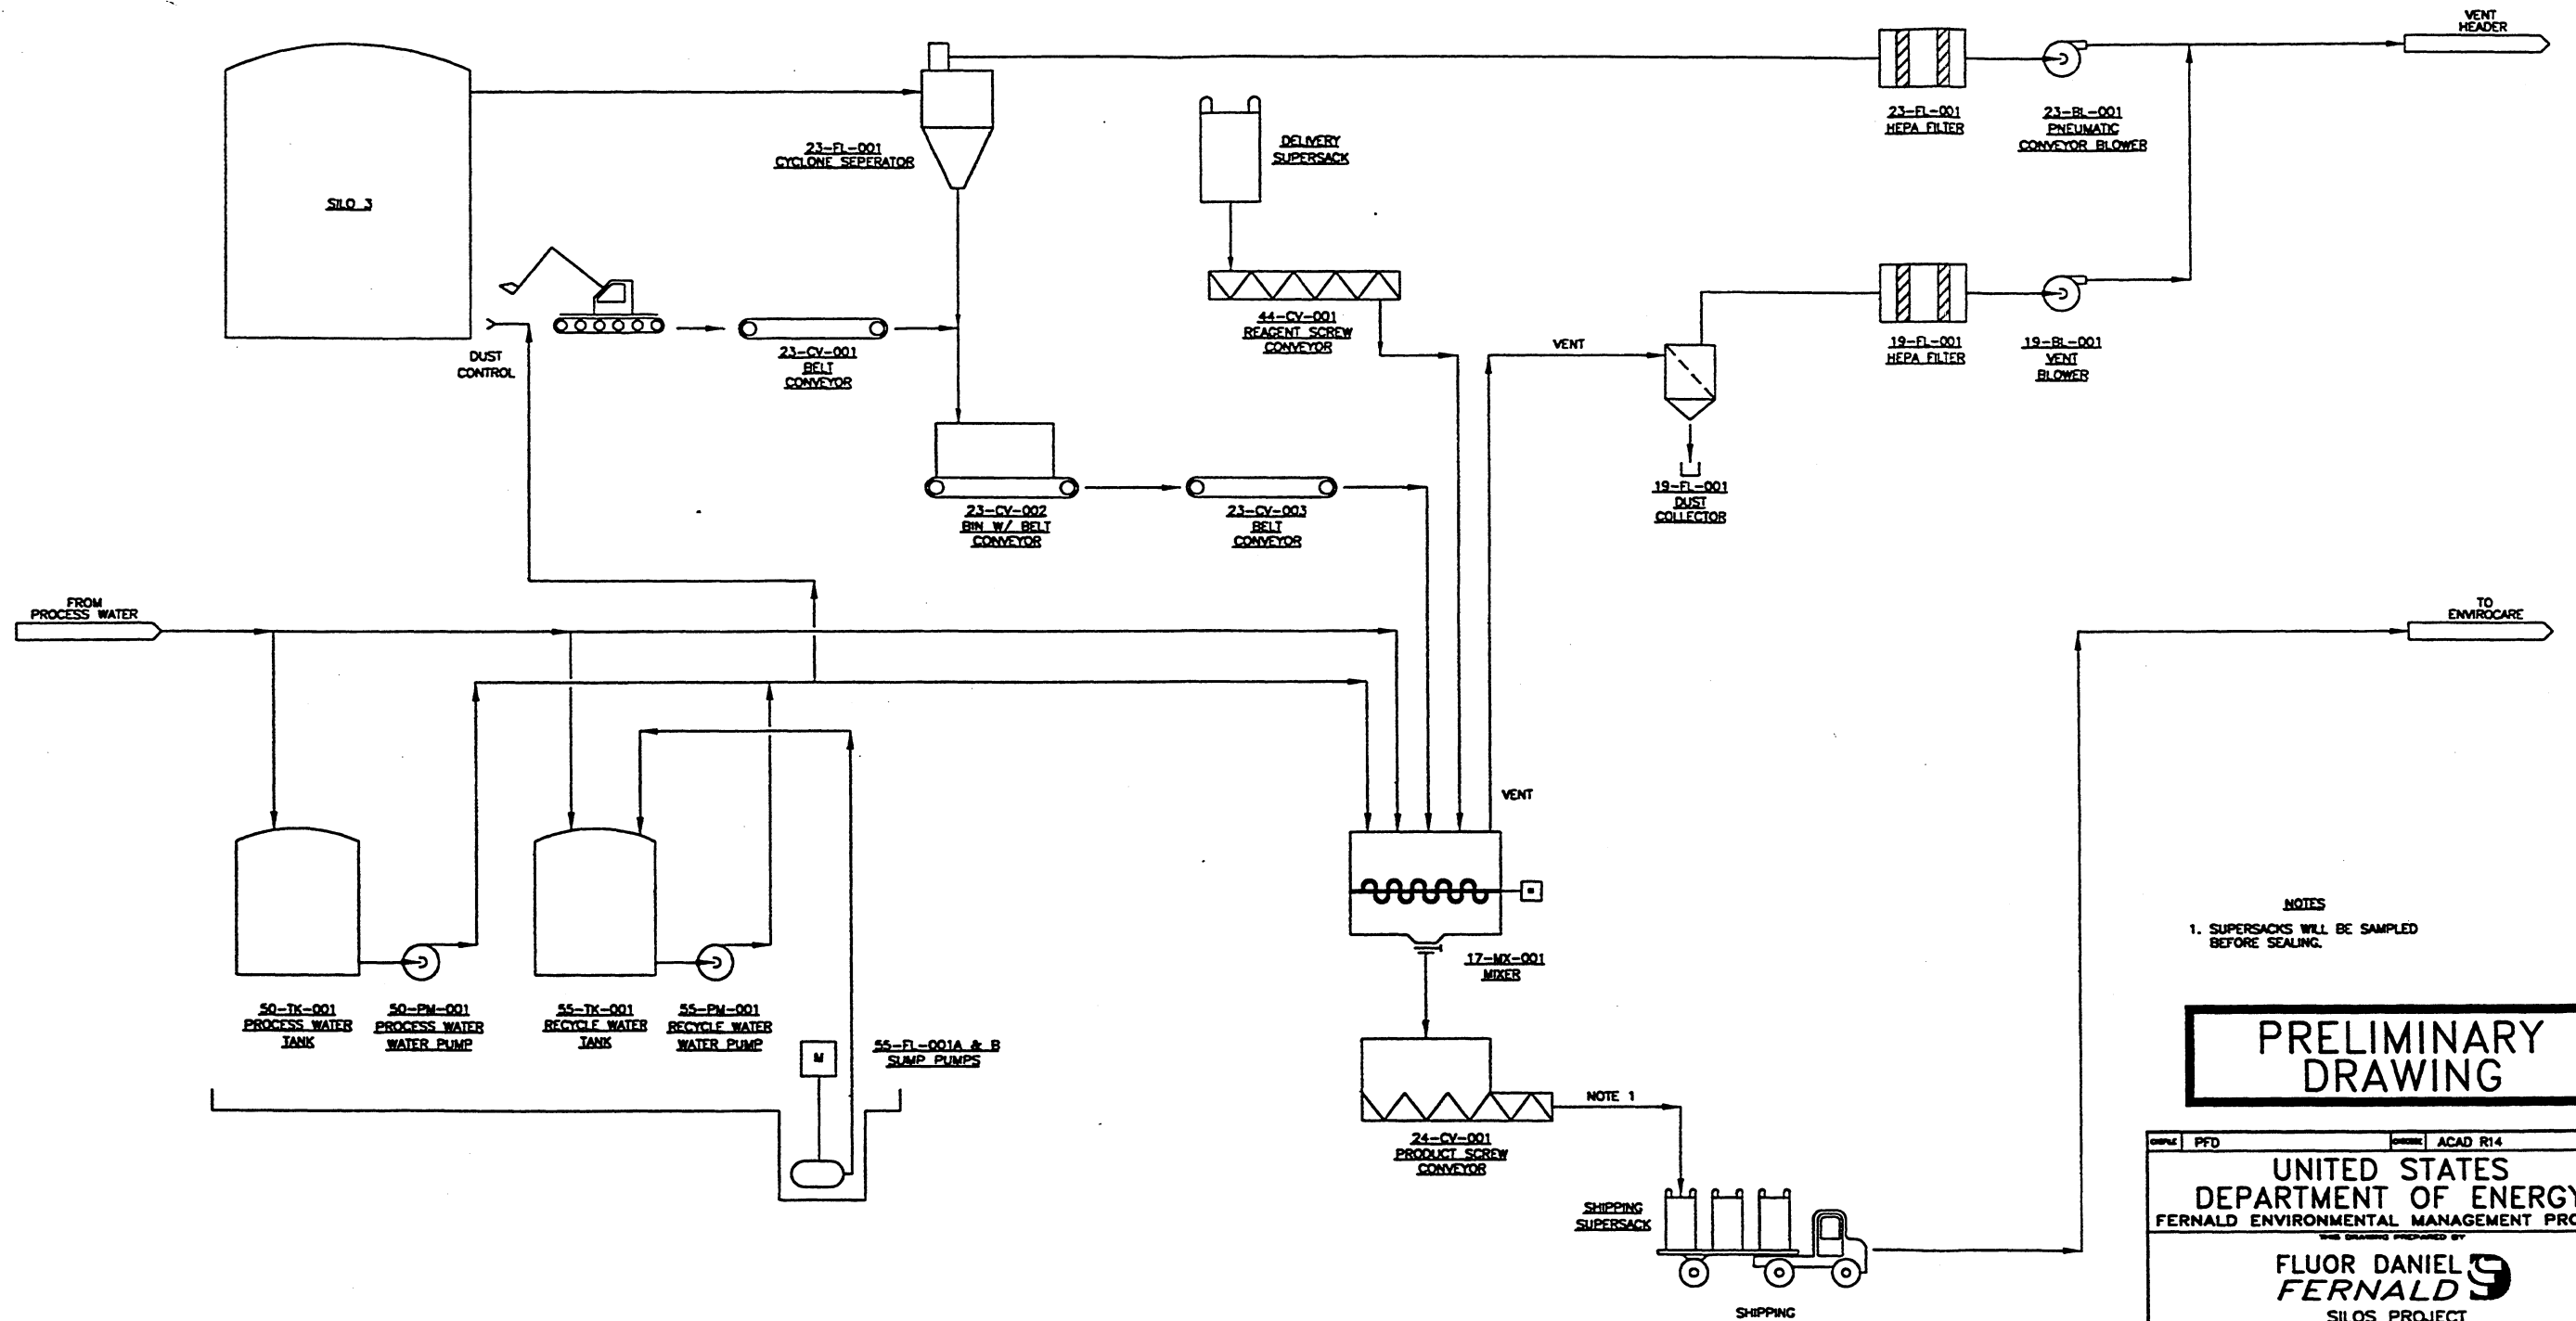 VENT
HEADER
23-FL-001
HEPA FILTER
23-BL-001
PNEUMATIC
CONVEYOR BLOWER
23-FL-001
CYCLONE SEPERATOR
DELIVERY
SUPERSACK
SILO 3
44-CV-001
REAGENT SCREW
CONVEYOR
VENT
19-FL-001
HEPA FILTER
19-BL-001
VENT
BLOWER
DUST
CONTROL
23-CV-001
BELT
CONVEYOR
23-CV-002
BIN W/ BELT
CONVEYOR
23-CV-003
BELT
CONVEYOR
19-FL-001
DUST
COLLECTOR
FROM
PROCESS WATER
TO
ENVIROCARE
VENT
NOTES
1. SUPERSACKS WILL BE SAMPLED
BEFORE SEALING.
17-MX-001
MIXER
50-TK-001
PROCESS WATER
TANK
50-PM-001
PROCESS WATER
WATER PUMP
55-TK-001
RECYCLE WATER
TANK
55-PM-001
RECYCLE WATER
WATER PUMP
M
55-FL-001A & B
SUMP PUMPS
PRELIMINARY
DRAWING
NOTE 1
24-CV-001
PRODUCT SCREW
CONVEYOR
PFD
ACAD R14
UNITED STATES
DEPARTMENT OF ENERGY
FERNALD ENVIRONMENTAL MANAGEMENT PRO
THIS DRAWING PREPARED BY
FLUOR DANIEL
FERNALD
SILOS PROJECT
SHIPPING
SUPERSACK
SHIPPING